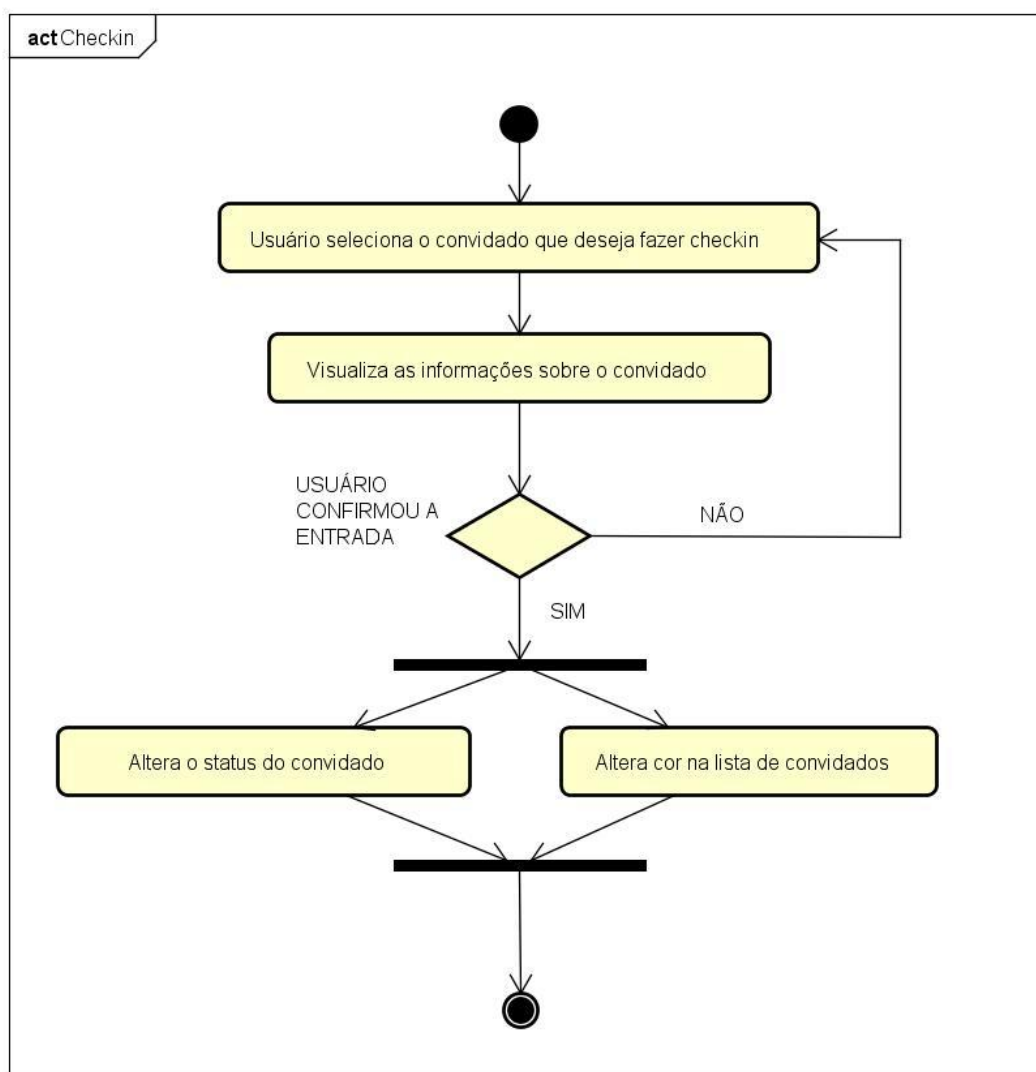 act Checkin
Usuário seleciona o convidado que deseja fazer checkin
Visualiza as informações sobre o convidado
USUÁRIO
CONFIRMOU A
ENTRADA
NÃO
SIM
Altera o status do convidado
Altera cor na lista de convidados